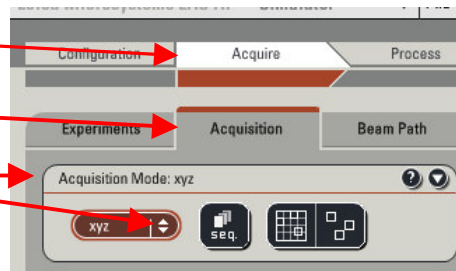 Configuration Acquire Process
Experiments Acquisition Beam Path
Acquisition Mode: xyz
xyz seq.